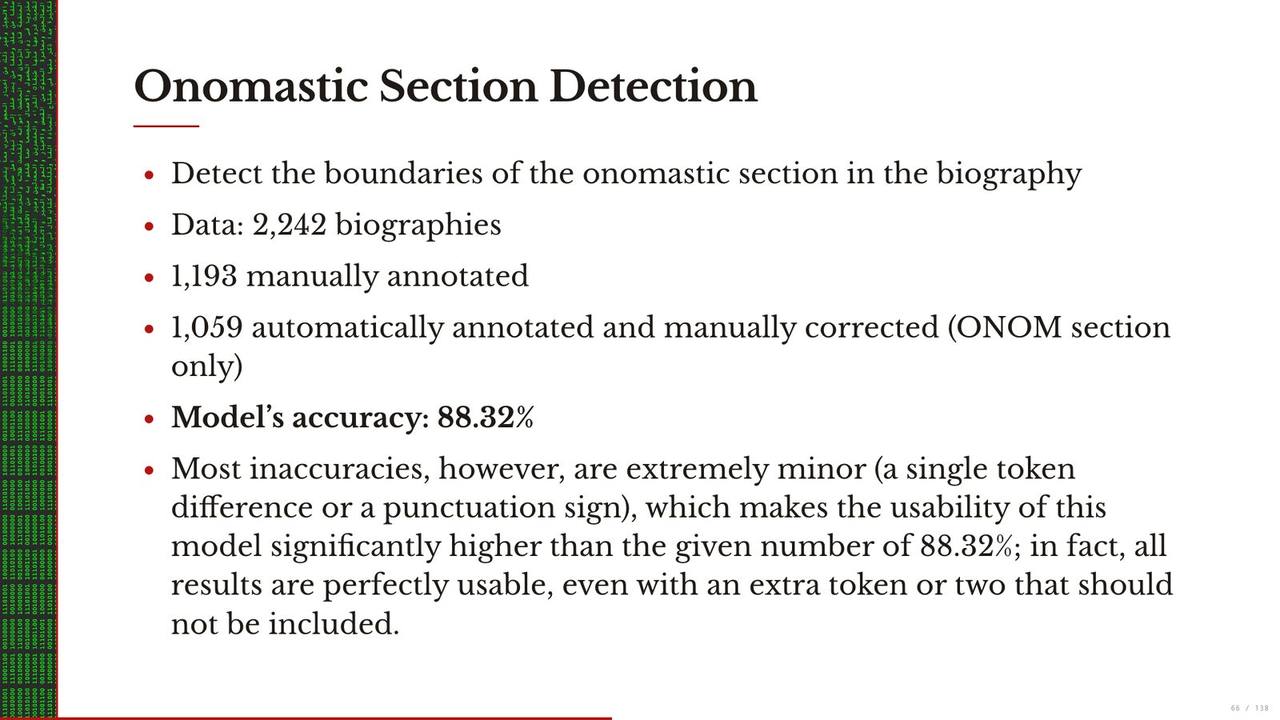 Onomastic Section Detection
• Detect the boundaries of the onomastic section in the biography
• Data: 2,242 biographies
• 1,193 manually annotated
• 1,059 automatically annotated and manually corrected (ONOM section
only)
• Model’s accuracy: 88.32%
• Most inaccuracies, however, are extremely minor (a single token
difference or a punctuation sign), which makes the usability of this
model significantly higher than the given number of 88.32%; in fact, all
results are perfectly usable, even with an extra token or two that should
not be included.
66 / 138